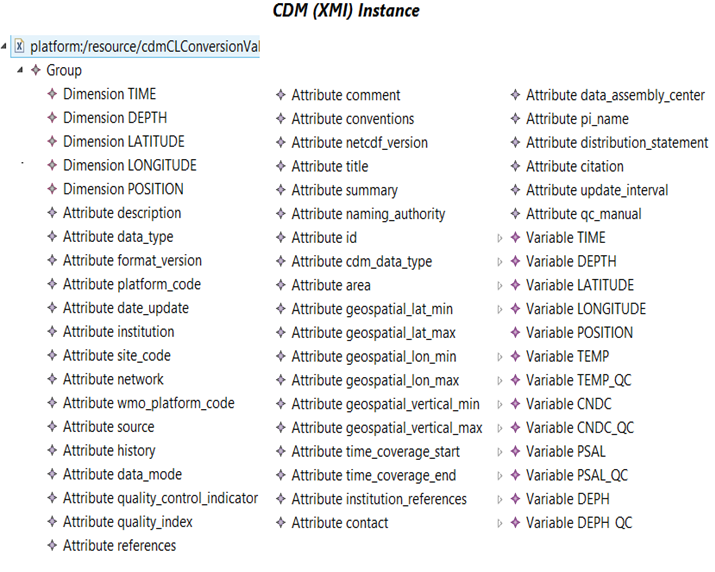 CDM (XMI) Instance
platform:/resource/cdmCLConversionVal
Group
Dimension TIME
Dimension DEPTH
Dimension LATITUDE
Dimension LONGITUDE
Dimension POSITION
Attribute description
Attribute data_type
Attribute format_version
Attribute platform_code
Attribute date_update
Attribute institution
Attribute site_code
Attribute network
Attribute wmo_platform_code
Attribute source
Attribute history
Attribute data_mode
Attribute quality_control_indicator
Attribute quality_index
Attribute references
Attribute comment
Attribute conventions
Attribute netcdf_version
Attribute title
Attribute summary
Attribute naming_authority
Attribute id
Attribute cdm_data_type
Attribute area
Attribute geospatial_lat_min
Attribute geospatial_lat_max
Attribute geospatial_lon_min
Attribute geospatial_lon_max
Attribute geospatial_vertical_min
Attribute geospatial_vertical_max
Attribute time_coverage_start
Attribute time_coverage_end
Attribute institution_references
Attribute contact
Attribute data_assembly_center
Attribute pi_name
Attribute distribution_statement
Attribute citation
Attribute update_interval
Attribute qc_manual
Variable TIME
Variable DEPTH
Variable LATITUDE
Variable LONGITUDE
Variable POSITION
Variable TEMP
Variable TEMP_QC
Variable CNDC
Variable CNDC_QC
Variable PSAL
Variable PSAL_QC
Variable DEPH
Variable DEPH_QC